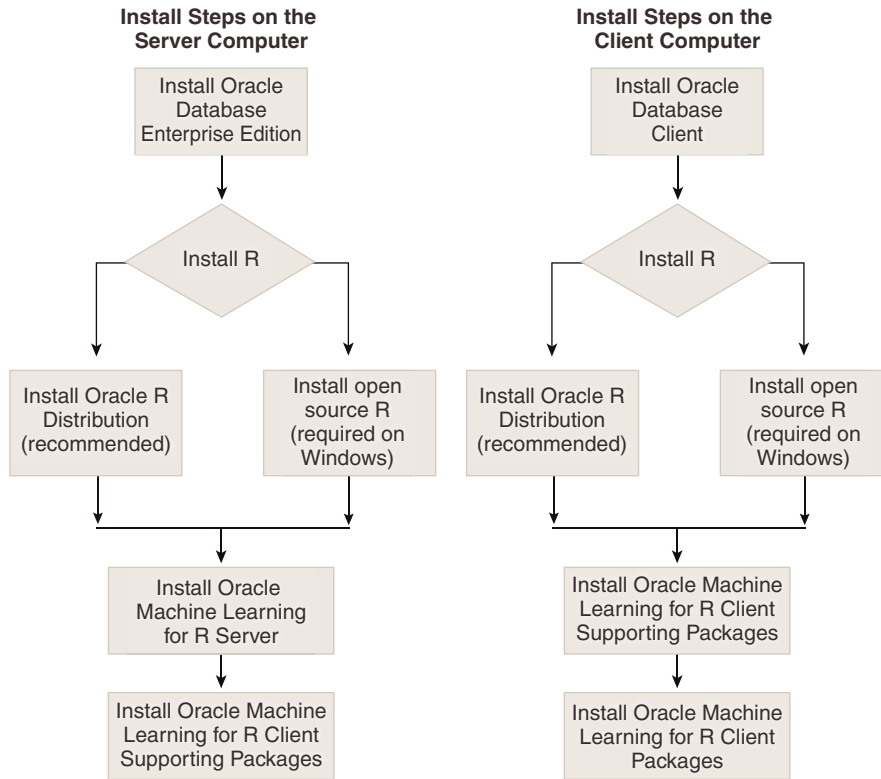 Install Steps on the
Server Computer
Install Oracle
Database
Enterprise Edition
Install R
Install Oracle R
Distribution
(recommended)
Install open
source R
(required on
Windows)
Install Oracle
Machine Learning
for R Server
Install Oracle Machine
Learning for R Client
Supporting Packages
Install Steps on the
Client Computer
Install Oracle
Database
Client
Install R
Install Oracle R
Distribution
(recommended)
Install open
source R
(required on
Windows)
Install Oracle Machine
Learning for R Client
Supporting Packages
Install Oracle Machine
Learning for R Client
Packages